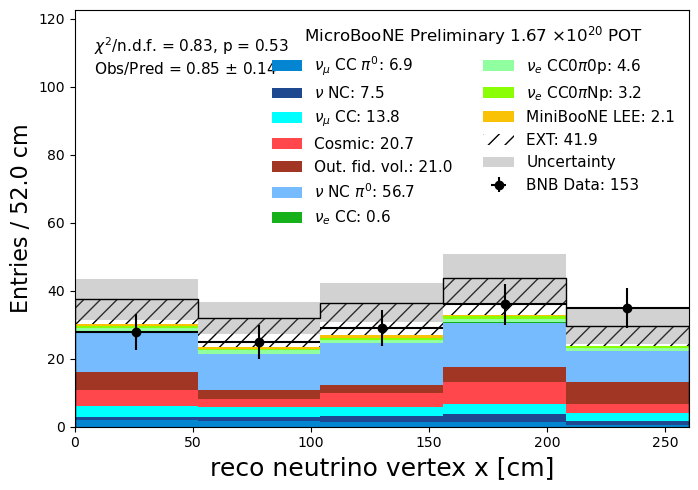 MicroBooNE Preliminary 1.67 ×10²⁰ POT
χ²/n.d.f. = 0.83, p = 0.53
Obs/Pred = 0.85 ± 0.14
ν_μ CC π⁰: 6.9
ν NC: 7.5
ν_μ CC: 13.8
Cosmic: 20.7
Out. fid. vol.: 21.0
ν NC π⁰: 56.7
ν_e CC: 0.6
ν_e CC0π0p: 4.6
ν_e CC0πNp: 3.2
MiniBooNE LEE: 2.1
EXT: 41.9
Uncertainty
BNB Data: 153
Entries / 52.0 cm
120
100
80
60
40
20
0
0 50 100 150 200 250
reco neutrino vertex x [cm]